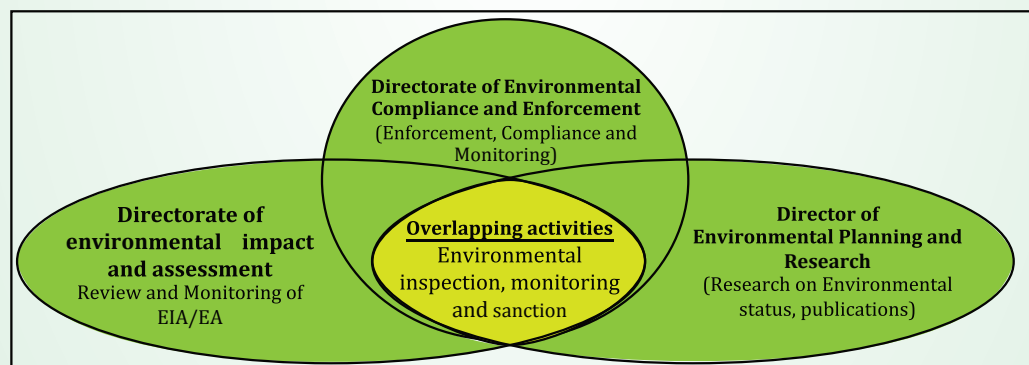 Directorate of Environmental
Compliance and Enforcement
(Enforcement, Compliance and
Monitoring)
Directorate of
environmental impact
and assessment
Review and Monitoring of
EIA/EA
Overlapping activities
Environmental
inspection, monitoring
and sanction
Director of
Environmental Planning and
Research
(Research on Environmental
status, publications)